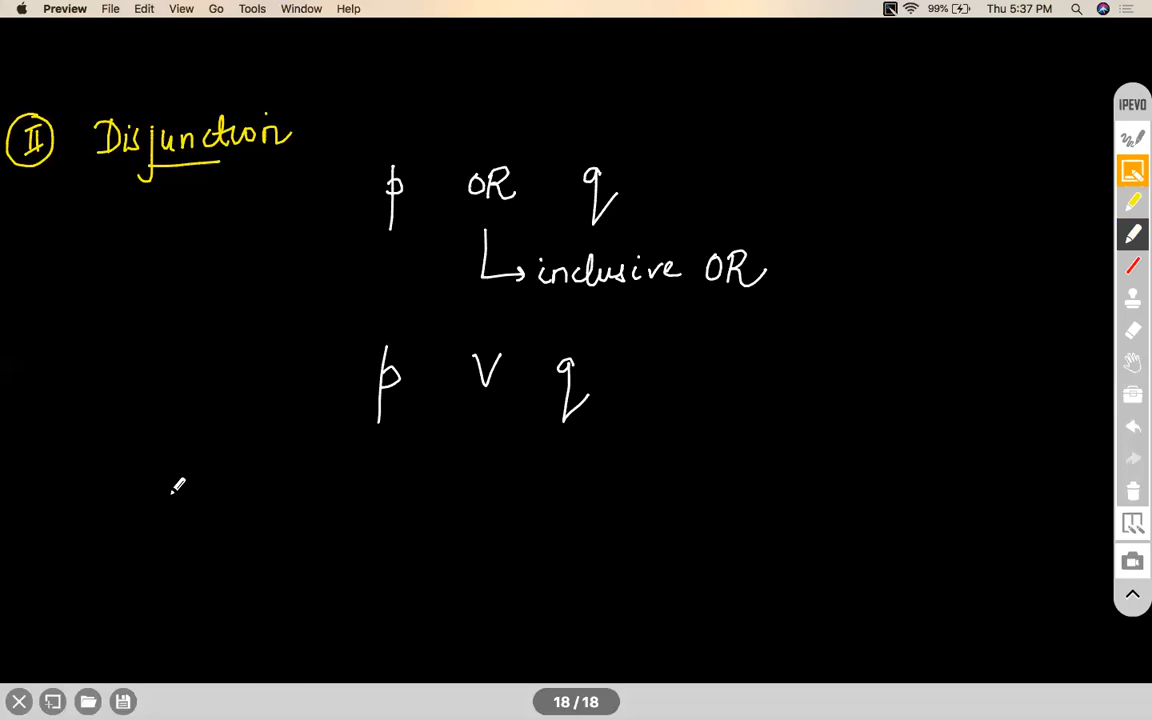 Preview File Edit View Go Tools Window Help 99% Thu 5:37 PM
II Disjunction
p OR q
inclusive OR
p V q
IPEVO
18 / 18